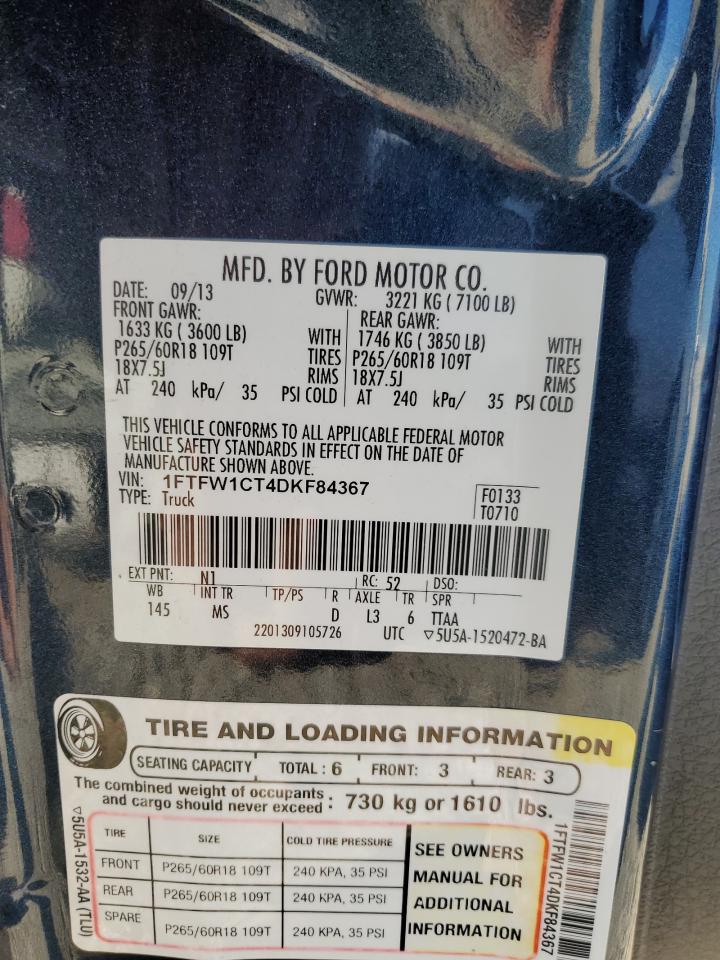 MFD. BY FORD MOTOR CO.
DATE: 09/13 GVWR: 3221 KG ( 7100 LB)
FRONT GAWR: REAR GAWR:
1633 KG ( 3600 LB) WITH 1746 KG ( 3850 LB) WITH
P265/60R18 109T TIRES P265/60R18 109T TIRES
18X7.5J RIMS 18X7.5J RIMS
AT 240 kPa/ 35 PSI COLD AT 240 kPa/ 35 PSI COLD
THIS VEHICLE CONFORMS TO ALL APPLICABLE FEDERAL MOTOR
VEHICLE SAFETY STANDARDS IN EFFECT ON THE DATE OF
MANUFACTURE SHOWN ABOVE.
VIN: 1FTFW1CT4DKF84367 F0133
TYPE: Truck T0710
EXT PNT: N1 RC: 52 DSO:
WB INT TR TP/PS R AXLE TR SPR
145 MS D L3 6 TTAA
2201309105726 UTC ▽5U5A-1520472-BA
TIRE AND LOADING INFORMATION
SEATING CAPACITY TOTAL : 6 FRONT: 3 REAR: 3
The combined weight of occupants
and cargo should never exceed : 730 kg or 1610 lbs.
TIRE SIZE COLD TIRE PRESSURE
FRONT P265/60R18 109T 240 KPA, 35 PSI
REAR P265/60R18 109T 240 KPA, 35 PSI
SPARE P265/60R18 109T 240 KPA, 35 PSI
SEE OWNERS
MANUAL FOR
ADDITIONAL
INFORMATION
▽5U5A-1532-AA (TLU)
1FTFW1CT4DKF84367